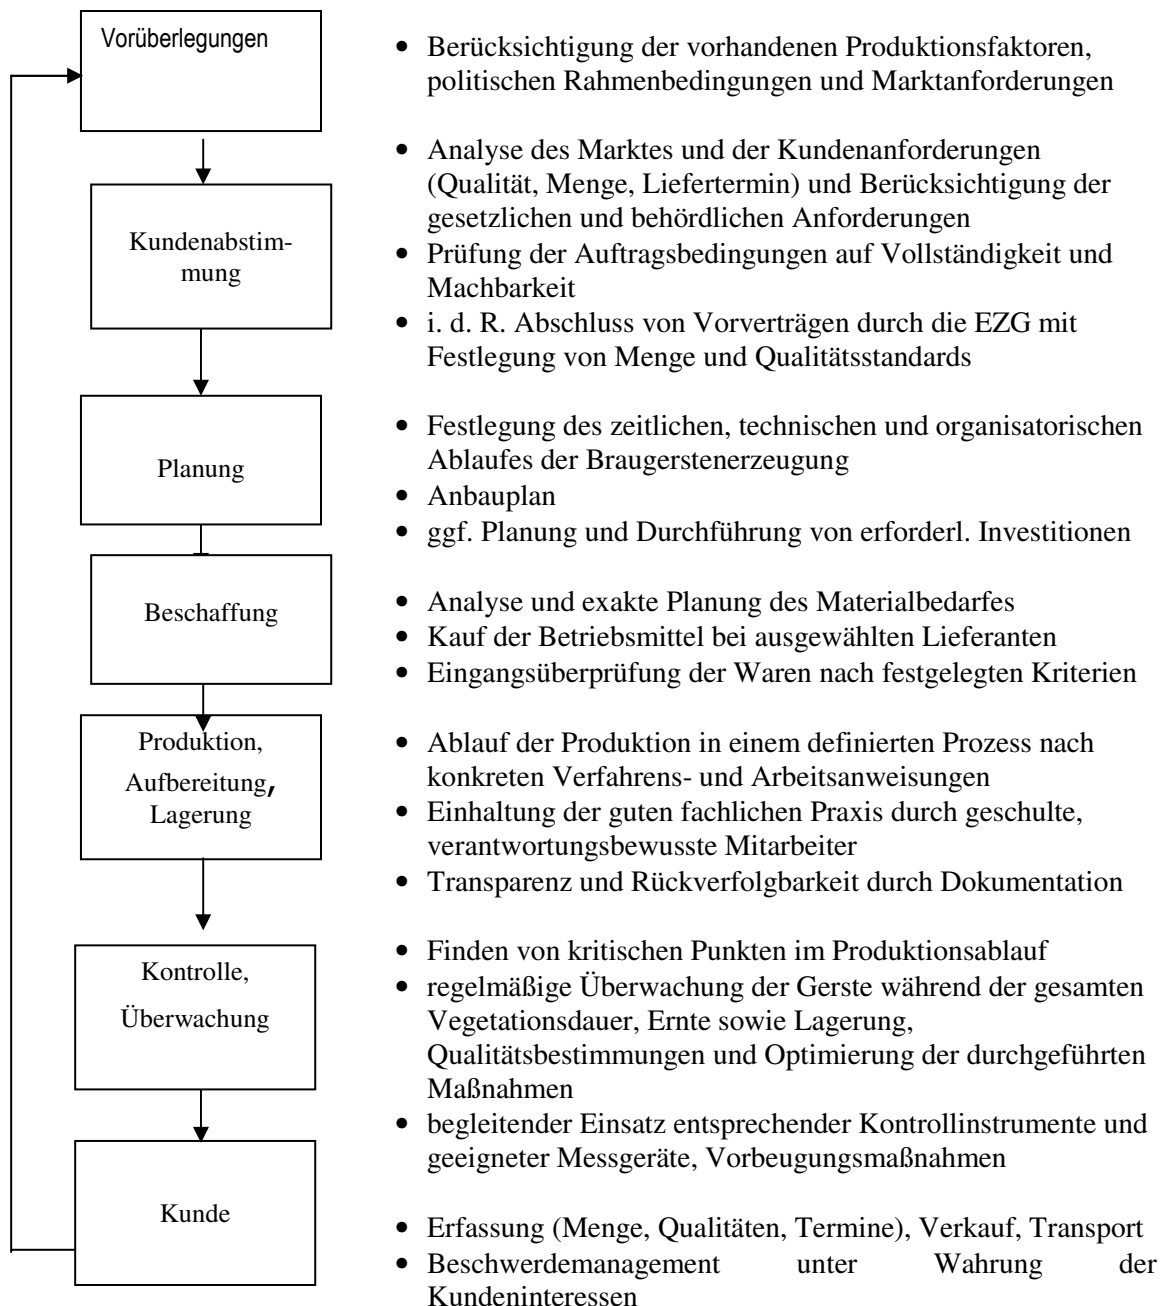 Vorüberlegungen
• Berücksichtigung der vorhandenen Produktionsfaktoren,
politischen Rahmenbedingungen und Marktanforderungen
Kundenabstim-
mung
• Analyse des Marktes und der Kundenanforderungen
(Qualität, Menge, Liefertermin) und Berücksichtigung der
gesetzlichen und behördlichen Anforderungen
• Prüfung der Auftragsbedingungen auf Vollständigkeit und
Machbarkeit
• i. d. R. Abschluss von Vorverträgen durch die EZG mit
Festlegung von Menge und Qualitätsstandards
Planung
• Festlegung des zeitlichen, technischen und organisatorischen
Ablaufes der Braugerstenerzeugung
• Anbauplan
• ggf. Planung und Durchführung von erforderl. Investitionen
Beschaffung
• Analyse und exakte Planung des Materialbedarfes
• Kauf der Betriebsmittel bei ausgewählten Lieferanten
• Eingangsüberprüfung der Waren nach festgelegten Kriterien
Produktion,
Aufbereitung,
Lagerung
• Ablauf der Produktion in einem definierten Prozess nach
konkreten Verfahrens- und Arbeitsanweisungen
• Einhaltung der guten fachlichen Praxis durch geschulte,
verantwortungsbewusste Mitarbeiter
• Transparenz und Rückverfolgbarkeit durch Dokumentation
Kontrolle,
Überwachung
• Finden von kritischen Punkten im Produktionsablauf
• regelmäßige Überwachung der Gerste während der gesamten
Vegetationsdauer, Ernte sowie Lagerung,
Qualitätsbestimmungen und Optimierung der durchgeführten
Maßnahmen
• begleitender Einsatz entsprechender Kontrollinstrumente und
geeigneter Messgeräte, Vorbeugungsmaßnahmen
Kunde
• Erfassung (Menge, Qualitäten, Termine), Verkauf, Transport
• Beschwerdemanagement unter Wahrung der
Kundeninteressen